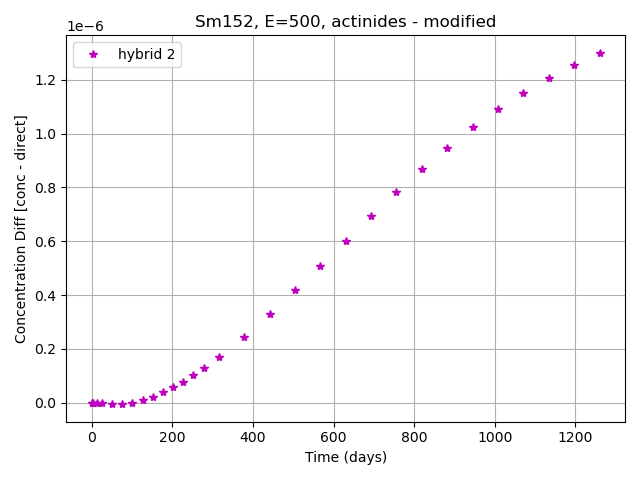 Sm152, E=500, actinides - modified
1e−6
hybrid 2
1.2
1.0
0.8
0.6
0.4
0.2
0.0
Concentration Diff [conc - direct]
0 200 400 600 800 1000 1200
Time (days)